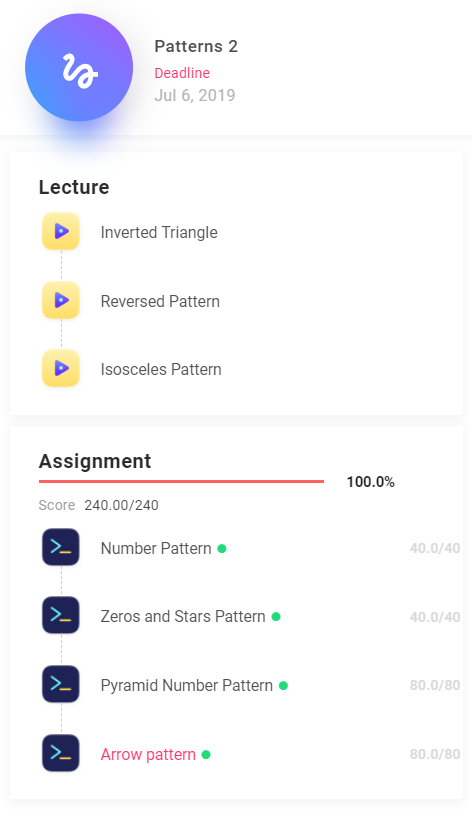 Patterns 2
Deadline
Jul 6, 2019
Lecture
Inverted Triangle
Reversed Pattern
Isosceles Pattern
Assignment
100.0%
Score 240.00/240
Number Pattern 40.0/40
Zeros and Stars Pattern 40.0/40
Pyramid Number Pattern 80.0/80
Arrow pattern 80.0/80